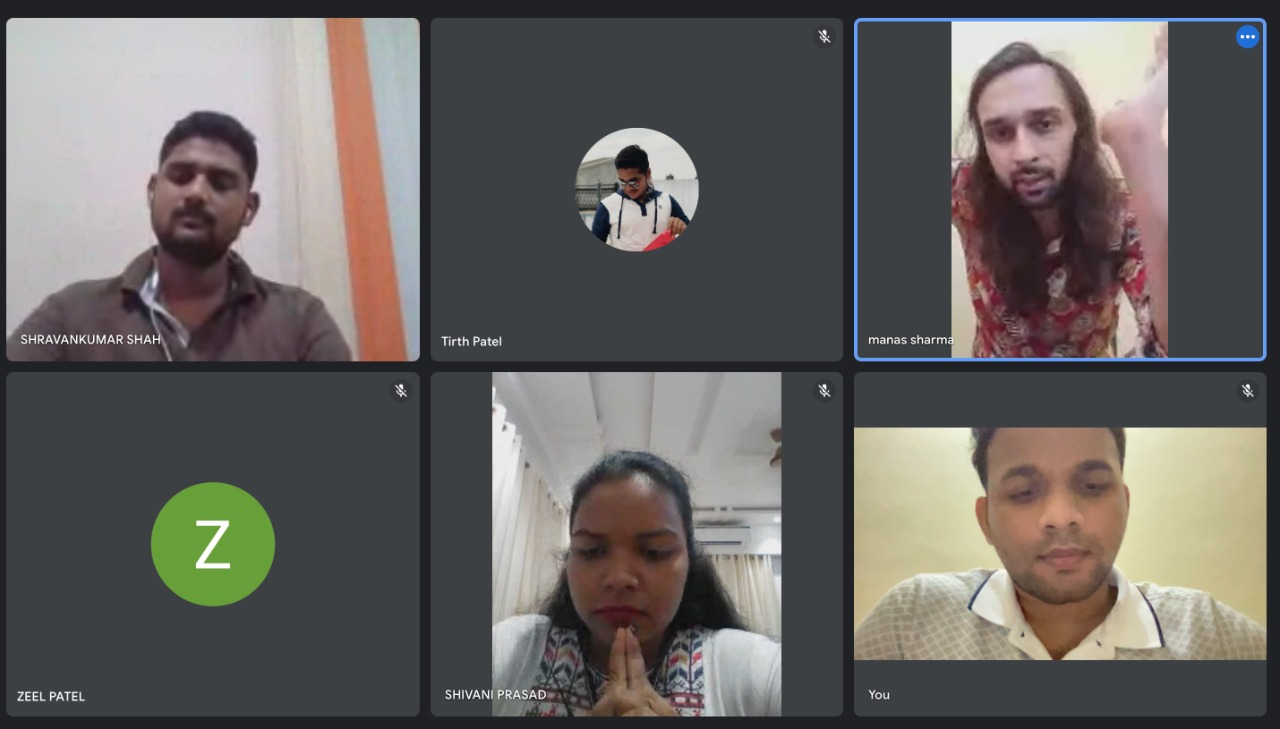 SHRAVANKUMAR SHAH
Tirth Patel
manas sharma
Z
ZEEL PATEL
SHIVANI PRASAD
You